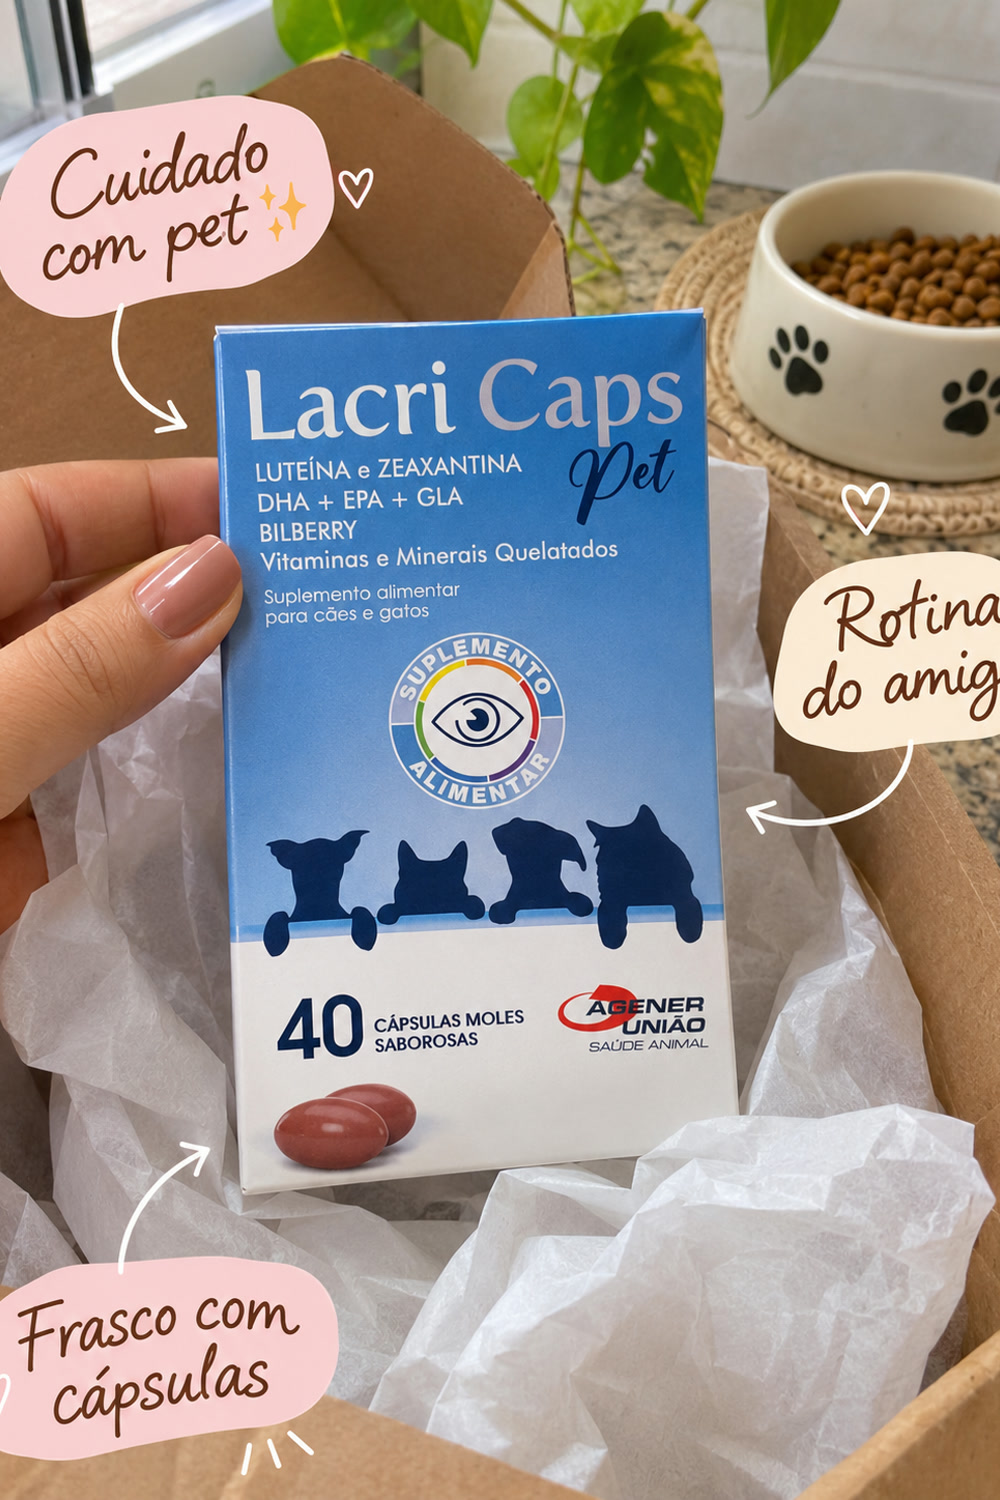 Cuidado
com pet
Lacri Caps
Pet
LUTEÍNA e ZEAXANTINA
DHA + EPA + GLA
BILBERRY
Vitaminas e Minerais Quelatados
Suplemento alimentar
para cães e gatos
SUPLEMENTO
ALIMENTAR
Rotina
do amig
40 CÁPSULAS MOLES
SABOROSAS
AGENER
UNIÃO
SAÚDE ANIMAL
Frasco com
cápsulas